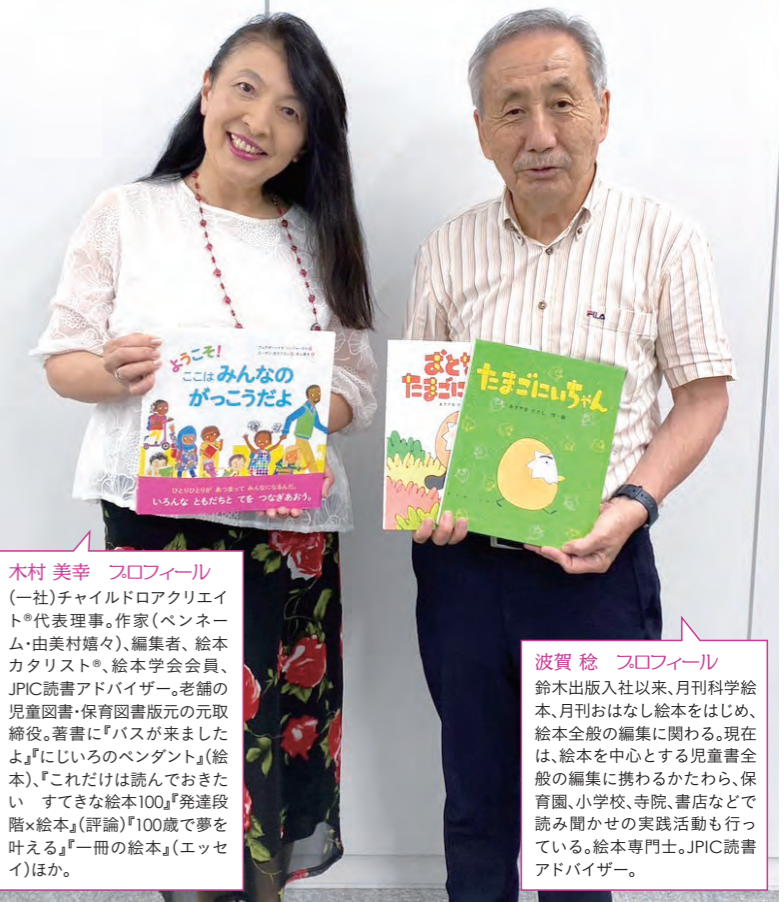 ようこそ!
ここは みんなの
がっこうだよ
ひとりひとりが あつまって みんなになるんだ。
いろんな ともだちと てを つなぎあおう。
たまごにいちゃん
あきやま ただし 作・絵
FILA
木村 美幸 プロフィール
(一社)チャイルドロアクリエイ
ト®代表理事。作家(ペンネー
ム・由美村嬉々)、編集者、絵本
カタリスト®、絵本学会会員、
JPIC読書アドバイザー。老舗の
児童図書・保育図書版元の元取
締役。著書に『バスが来ました
よ』『にじいろのペンダント』(絵
本)、『これだけは読んでおきた
い すてきな絵本100』『発達段
階×絵本』(評論)『100歳で夢を
叶える』『一冊の絵本』(エッセ
イ)ほか。
波賀 稔 プロフィール
鈴木出版入社以来、月刊科学絵
本、月刊おはなし絵本をはじめ、
絵本全般の編集に関わる。現在
は、絵本を中心とする児童書全
般の編集に携わるかたわら、保
育園、小学校、寺院、書店などで
読み聞かせの実践活動も行っ
ている。絵本専門士。JPIC読書
アドバイザー。